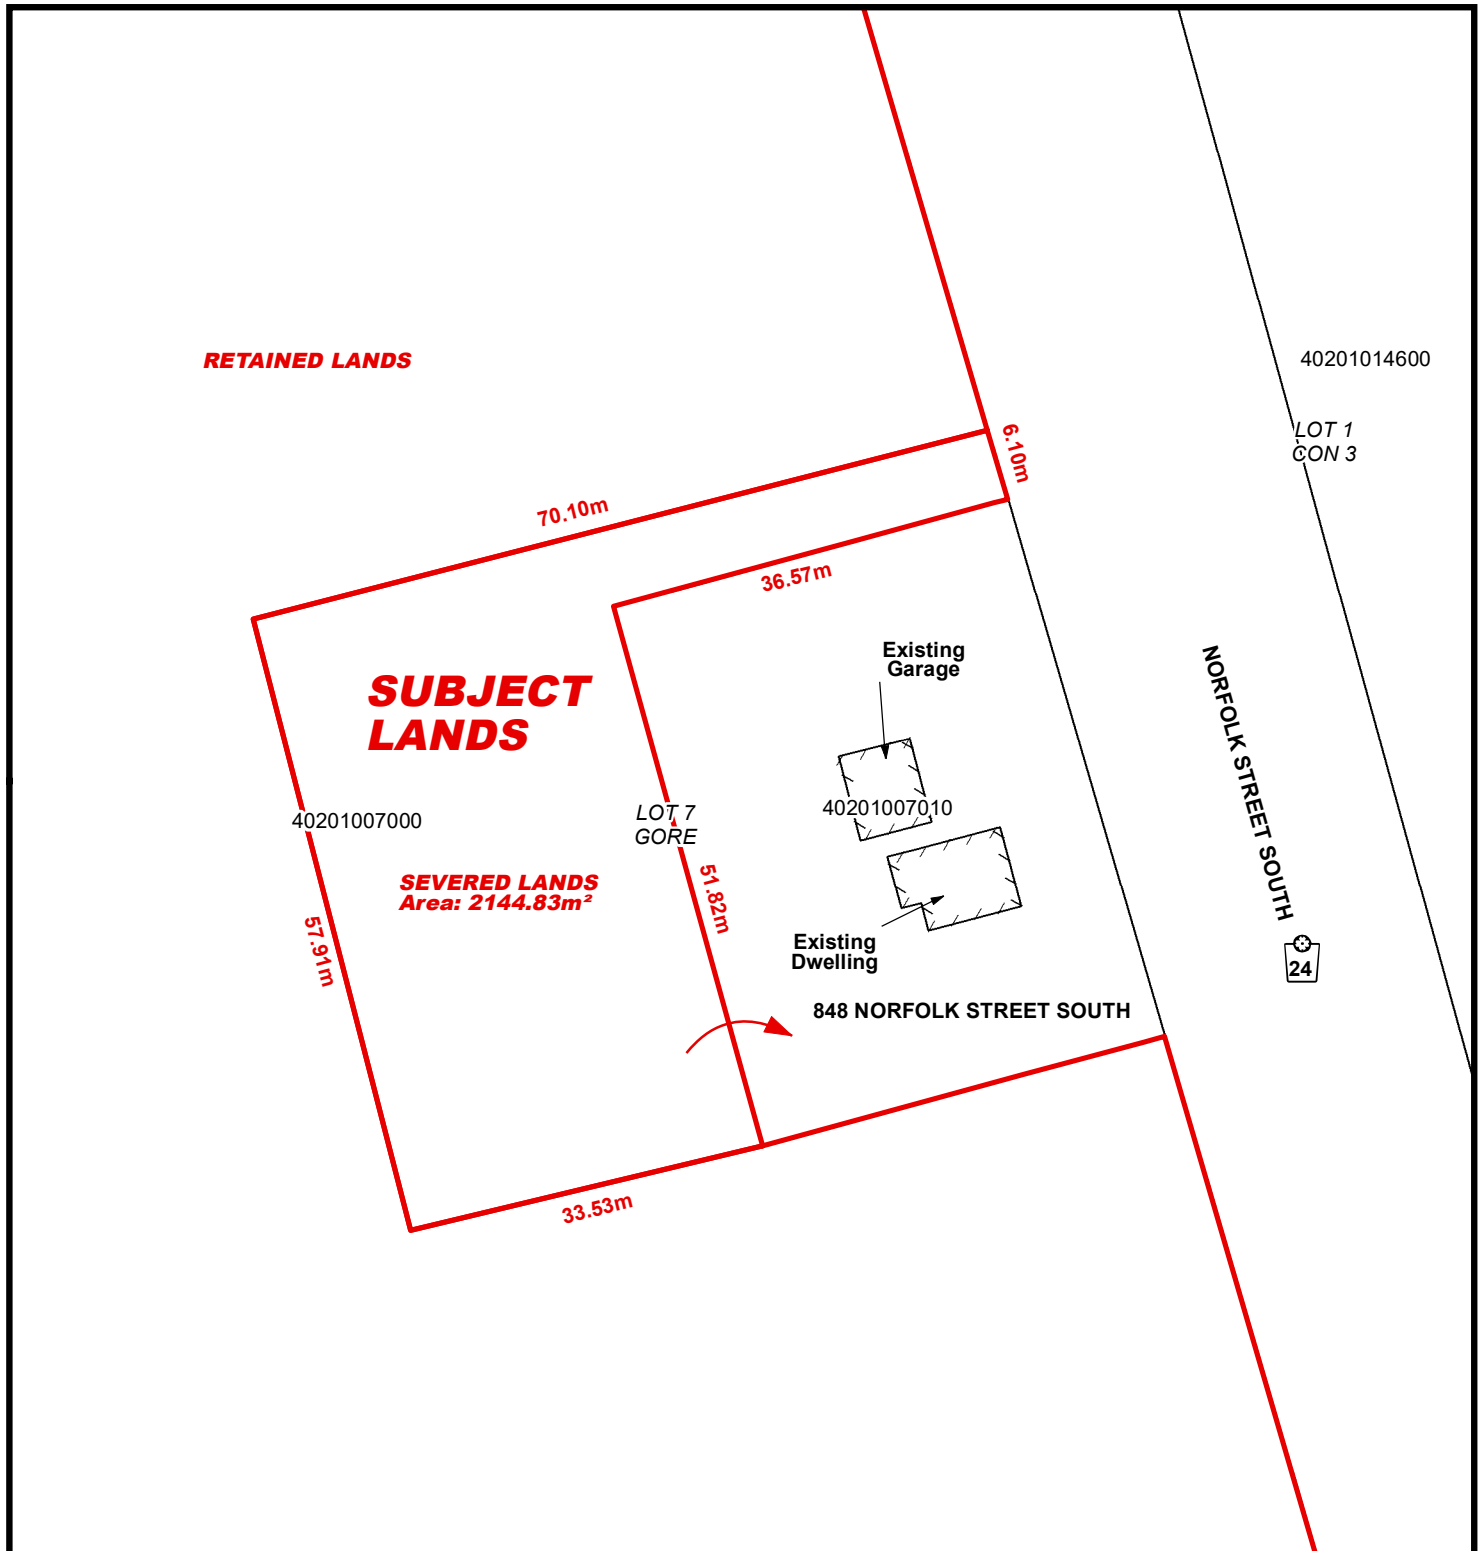 RETAINED LANDS
40201014600
LOT 1
CON 3
6.10m
70.10m
36.57m
Existing
Garage
SUBJECT
LANDS
NORFOLK STREET SOUTH
40201007000
LOT 7
GORE
40201007010
SEVERED LANDS
Area: 2144.83m²
51.82m
57.91m
Existing
Dwelling
24
848 NORFOLK STREET SOUTH
33.53m